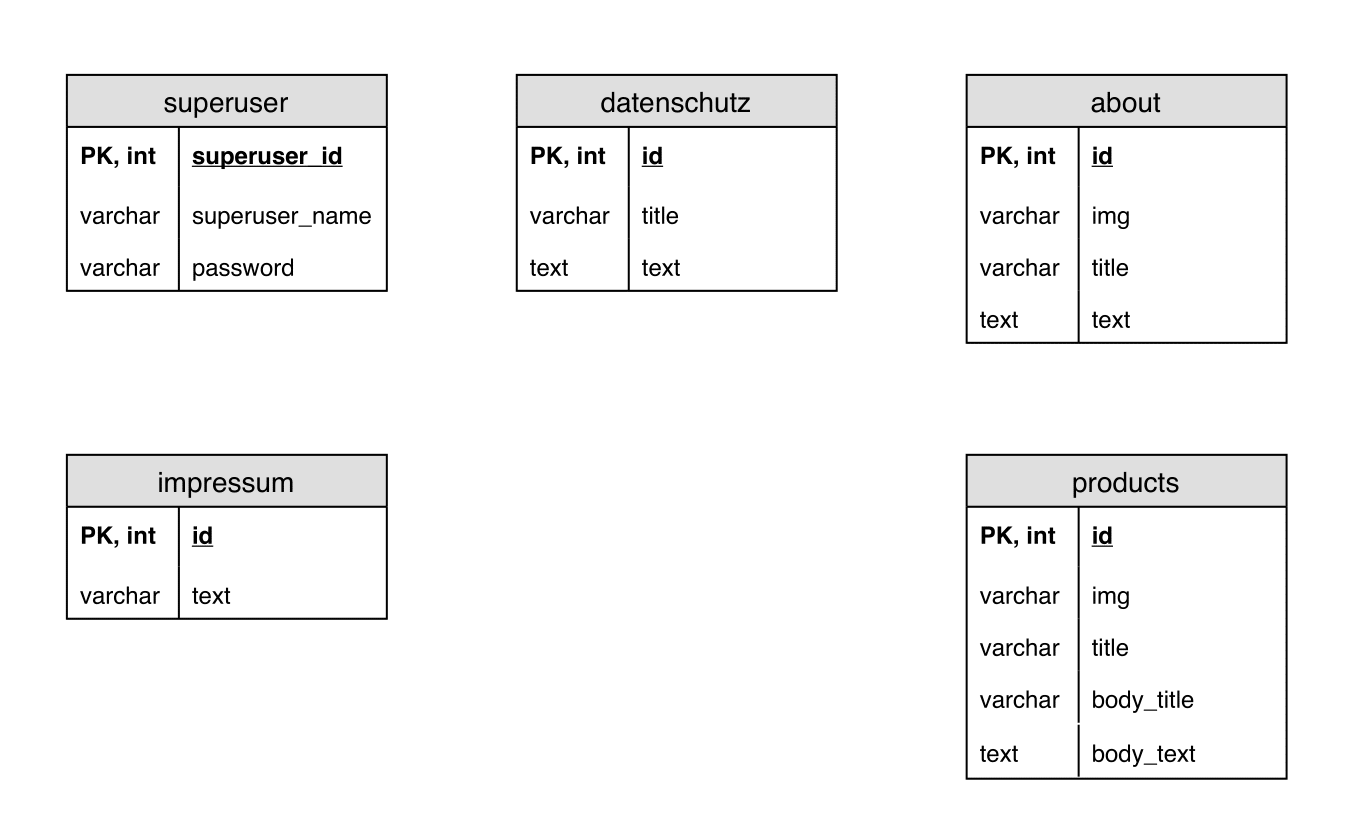 superuser
PK, int superuser_id
varchar superuser_name
varchar password
datenschutz
PK, int id
varchar title
text text
about
PK, int id
varchar img
varchar title
text text
impressum
PK, int id
varchar text
products
PK, int id
varchar img
varchar title
varchar body_title
text body_text